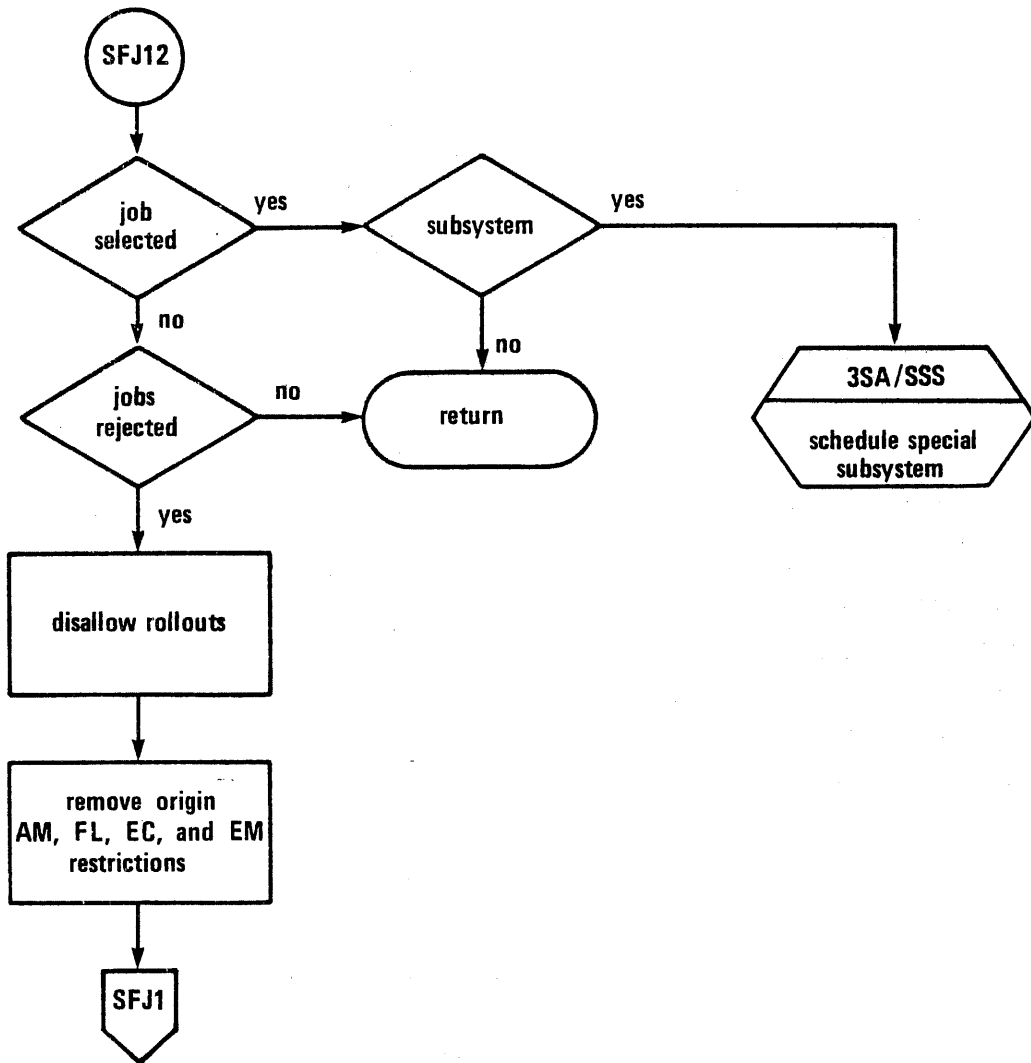 SFJ12
job
selected
yes
subsystem
yes
no
no
jobs
rejected
no
return
3SA/SSS
schedule special
subsystem
yes
disallow rollouts
remove origin
AM, FL, EC, and EM
restrictions
SFJ1